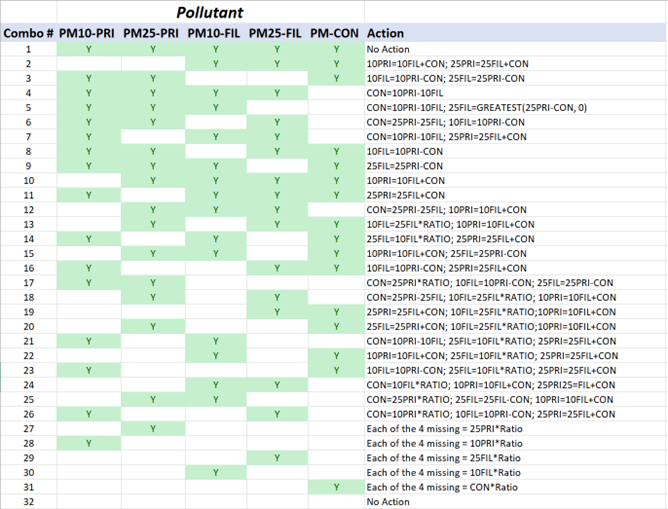 Pollutant
Combo # PM10-PRI PM25-PRI PM10-FIL PM25-FIL PM-CON Action
1 Y Y Y Y Y No Action
2 Y Y Y 10PRI=10FIL+CON; 25PRI=25FIL+CON
3 Y Y Y 10FIL=10PRI-CON; 25FIL=25PRI-CON
4 Y Y Y Y CON=10PRI-10FIL
5 Y Y Y CON=10PRI-10FIL; 25FIL=GREATEST(25PRI-CON, 0)
6 Y Y Y CON=25PRI-25FIL; 10FIL=10PRI-CON
7 Y Y Y CON=10PRI-10FIL; 25PRI=25FIL+CON
8 Y Y Y Y 10FIL=10PRI-CON
9 Y Y Y Y 25FIL=25PRI-CON
10 Y Y Y Y 10PRI=10FIL+CON
11 Y Y Y Y 25PRI=25FIL+CON
12 Y Y Y CON=25PRI-25FIL; 10PRI=10FIL+CON
13 Y Y Y 10FIL=25FIL*RATIO; 10PRI=10FIL+CON
14 Y Y Y 25FIL=10FIL*RATIO; 25PRI=25FIL+CON
15 Y Y Y 10PRI=10FIL+CON; 25FIL=25PRI-CON
16 Y Y Y 10FIL=10PRI-CON; 25PRI=25FIL+CON
17 Y Y CON=25PRI*RATIO; 10FIL=10PRI-CON; 25FIL=25PRI-CON
18 Y Y CON=25PRI-25FIL; 10FIL=25FIL*RATIO; 10PRI=10FIL+CON
19 Y Y 25PRI=25FIL+CON; 10FIL=25FIL*RATIO;10PRI=10FIL+CON
20 Y Y 25FIL=25PRI+CON; 10FIL=25FIL*RATIO;10PRI=10FIL+CON
21 Y Y CON=10PRI-10FIL; 25FIL=10FIL*RATIO; 25PRI=25FIL+CON
22 Y Y 10PRI=10FIL+CON; 25FIL=10FIL*RATIO; 25PRI=25FIL+CON
23 Y Y 10FIL=10PRI-CON; 25FIL=10FIL*RATIO; 25PRI=25FIL+CON
24 Y Y CON=10FIL*RATIO; 10PRI=10FIL+CON; 25PRI25=FIL+CON
25 Y Y CON=25PRI*RATIO; 25FIL=25FIL-CON; 10PRI=10FIL+CON
26 Y Y CON=10PRI*RATIO; 10FIL=10PRI-CON; 25PRI=25FIL+CON
27 Y Each of the 4 missing = 25PRI*Ratio
28 Y Each of the 4 missing = 10PRI*Ratio
29 Y Each of the 4 missing = 25FIL*Ratio
30 Y Each of the 4 missing = 10FIL*Ratio
31 Y Each of the 4 missing = CON*Ratio
32 No Action